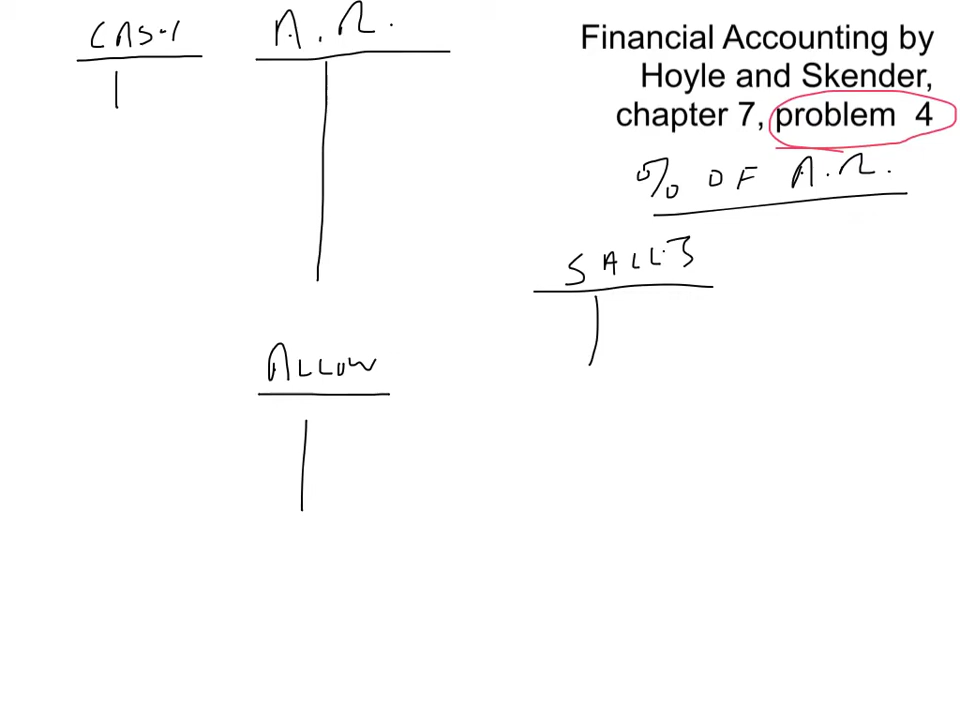 CASH A.R.
Financial Accounting by
Hoyle and Skender,
chapter 7, problem 4
% OF A.R.
SALES
ALLOW